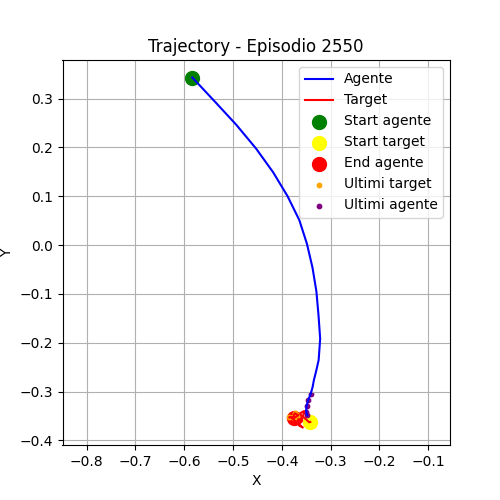 Trajectory - Episodio 2550
Agente
Target
Start agente
Start target
End agente
Ultimi target
Ultimi agente
Y
0.3
0.2
0.1
0.0
−0.1
−0.2
−0.3
−0.4
−0.8 −0.7 −0.6 −0.5 −0.4 −0.3 −0.2 −0.1
X